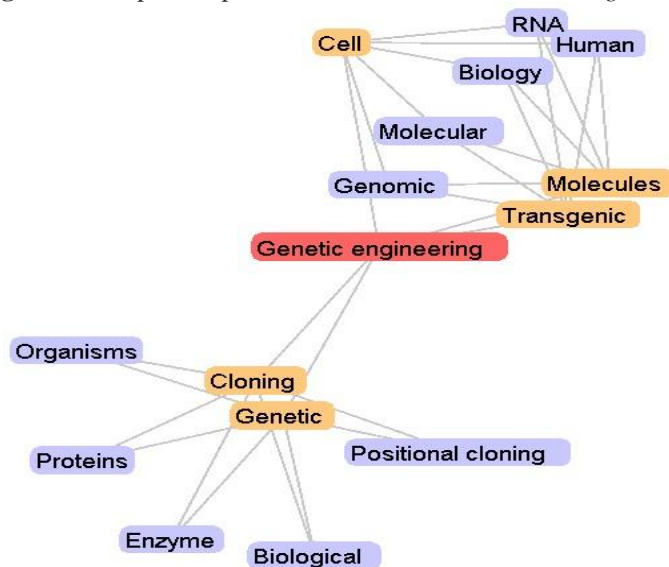 RNA
Cell
Human
Biology
Molecular
Genomic
Molecules
Transgenic
Genetic engineering
Organisms
Cloning
Genetic
Proteins
Positional cloning
Enzyme
Biological